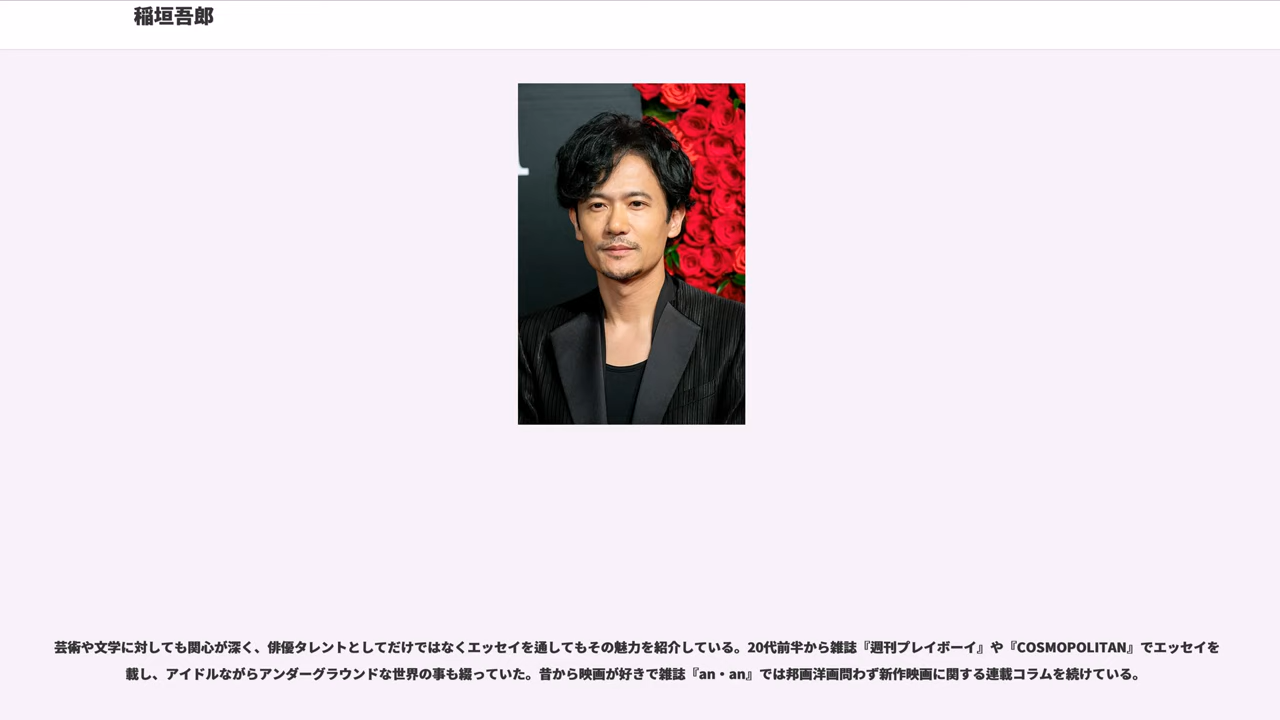 稲垣吾郎
芸術や文学に対しても関心が深く、俳優タレントとしてだけではなくエッセイを通してもその魅力を紹介している。20代前半から雑誌『週刊プレイボーイ』や『COSMOPOLITAN』でエッセイを
載し、アイドルながらアンダーグラウンドな世界の事も綴っていた。昔から映画が好きで雑誌『an・an』では邦画洋画問わず新作映画に関する連載コラムを続けている。